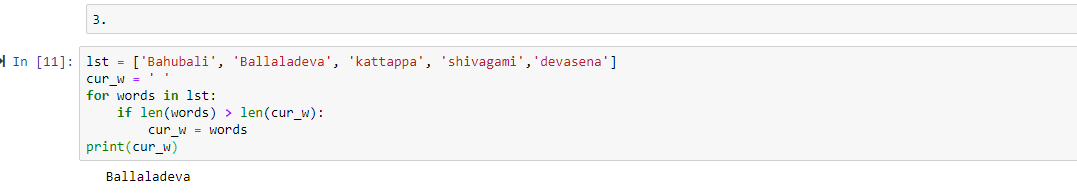 3.
In [11]: lst = ['Bahubali', 'Ballaladeva', 'kattappa', 'shivagami','devasena']
cur_w = ' '
for words in lst:
    if len(words) > len(cur_w):
        cur_w = words
print(cur_w)
Ballaladeva